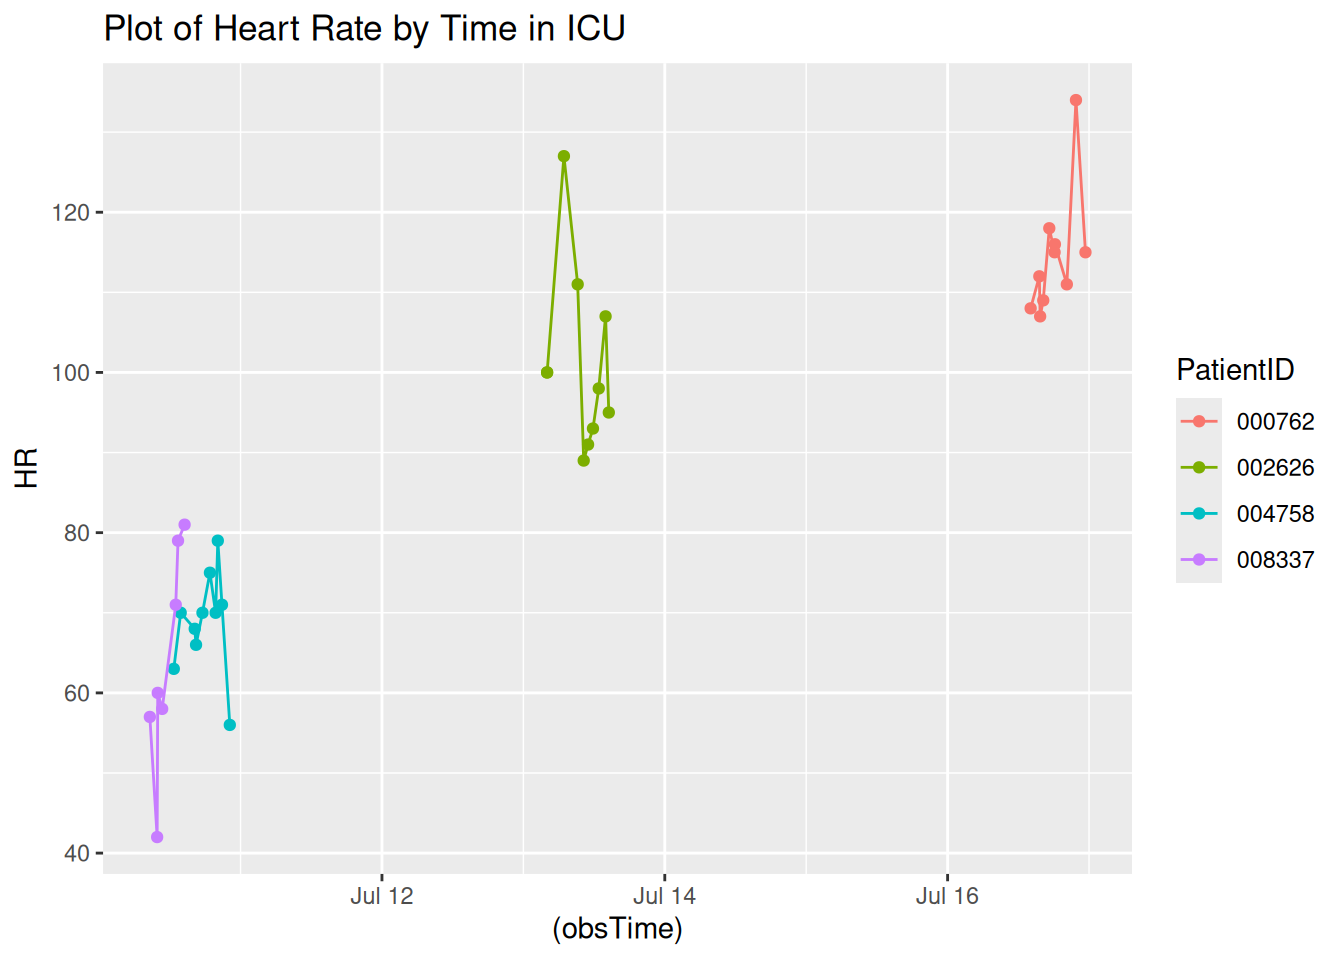 Plot of Heart Rate by Time in ICU
120
100
80
60
40
HR
Jul 12
Jul 14
Jul 16
(obsTime)
PatientID
000762
002626
004758
008337